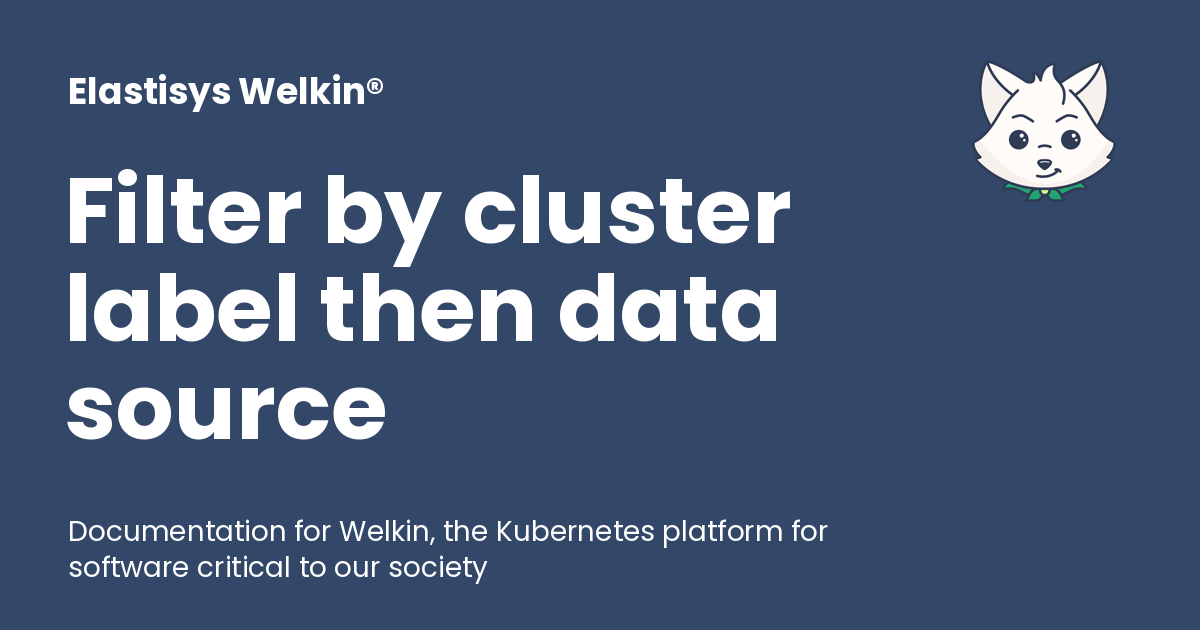 Elastisys Welkin®
Filter by cluster
label then data
source
Documentation for Welkin, the Kubernetes platform for
software critical to our society